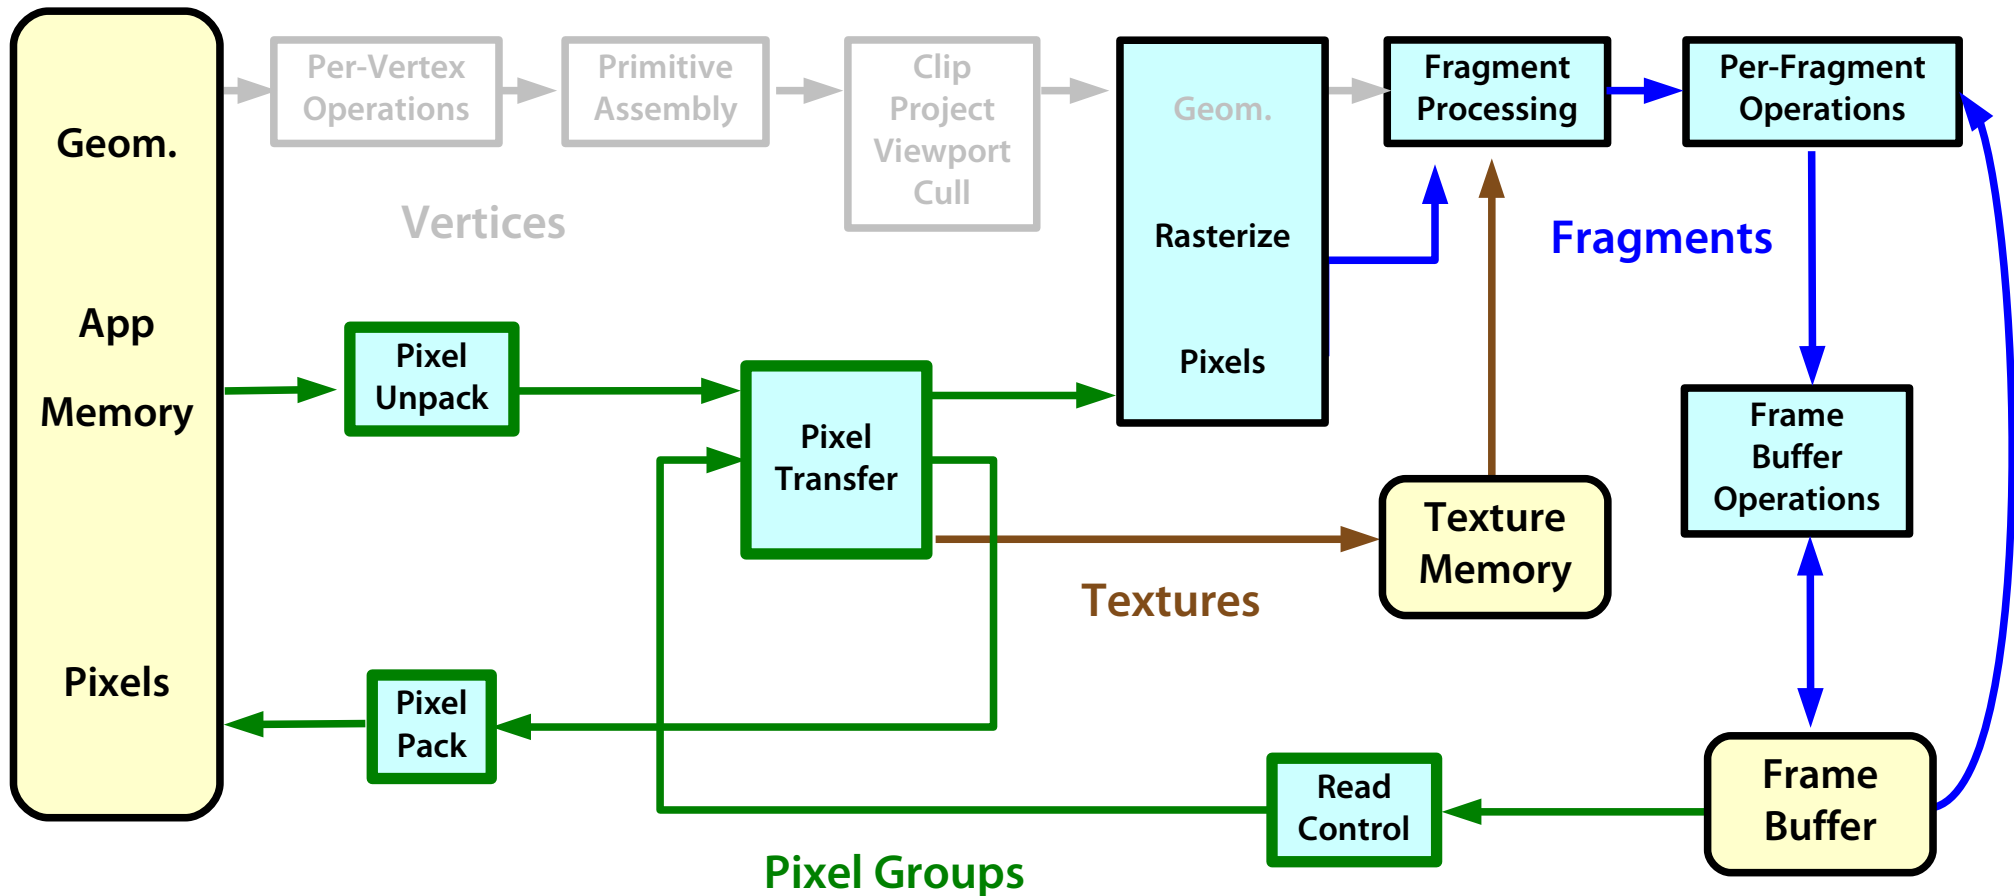 Geom.
App
Memory
Pixels
Per-Vertex
Operations
Primitive
Assembly
Clip
Project
Viewport
Cull
Geom.
Rasterize
Pixels
Fragment
Processing
Per-Fragment
Operations
Vertices
Fragments
Pixel
Unpack
Pixel
Transfer
Frame
Buffer
Operations
Texture
Memory
Textures
Pixel
Pack
Read
Control
Frame
Buffer
Pixel Groups